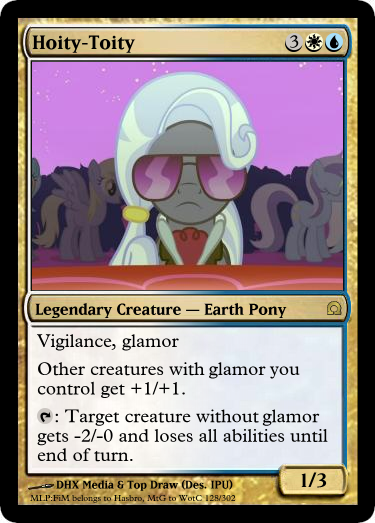 Hoity-Toity 3
Legendary Creature — Earth Pony
Vigilance, glamor
Other creatures with glamor you
control get +1/+1.
: Target creature without glamor
gets -2/-0 and loses all abilities until
end of turn.
1/3
DHX Media & Top Draw (Des. IPU)
MLP:FiM belongs to Hasbro, MtG to WotC 128/302